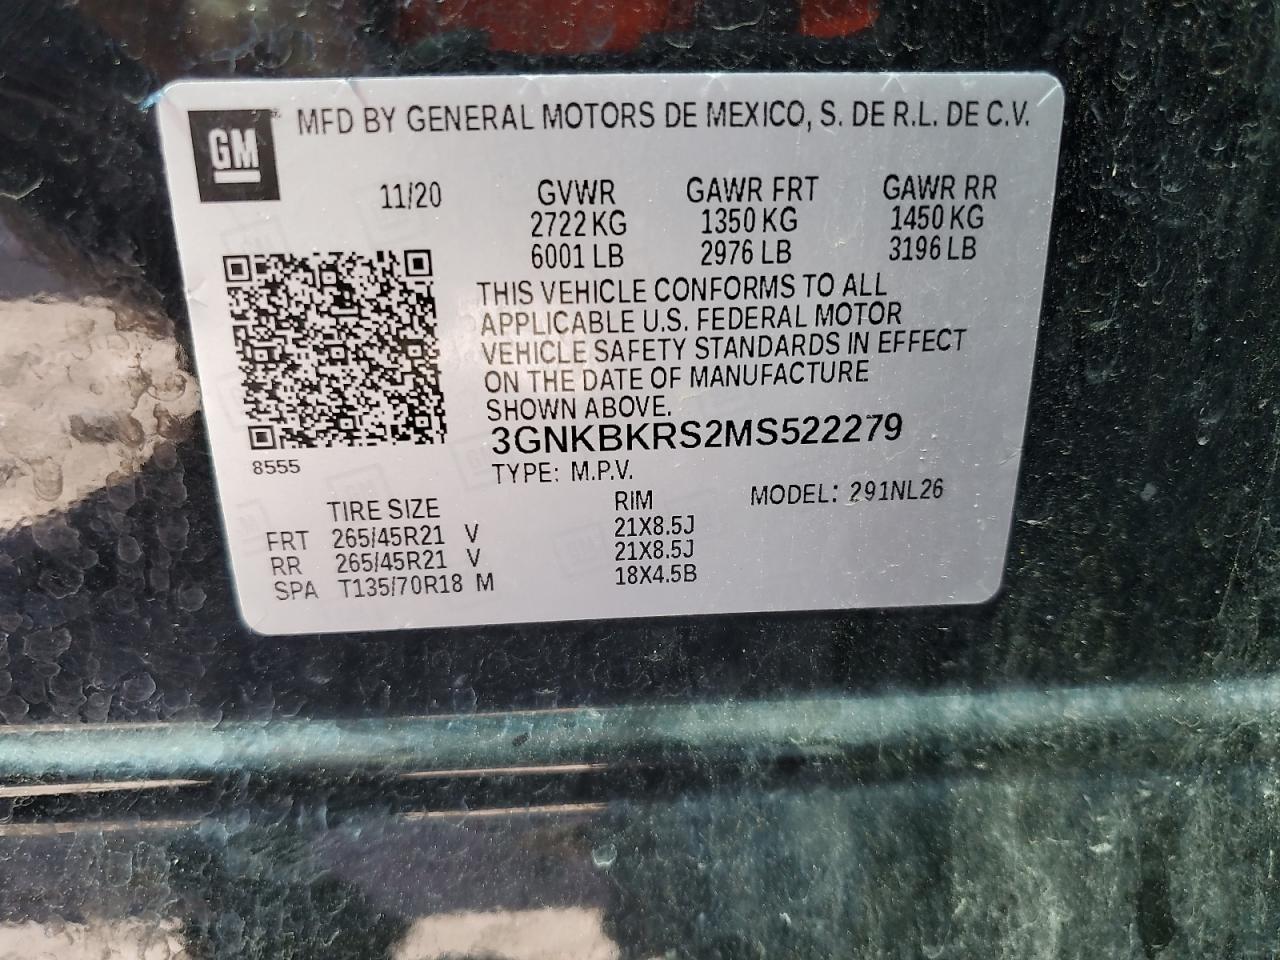 GM MFD BY GENERAL MOTORS DE MEXICO, S. DE R.L. DE C.V.
11/20 GVWR GAWR FRT GAWR RR
2722 KG 1350 KG 1450 KG
6001 LB 2976 LB 3196 LB
THIS VEHICLE CONFORMS TO ALL
APPLICABLE U.S. FEDERAL MOTOR
VEHICLE SAFETY STANDARDS IN EFFECT
ON THE DATE OF MANUFACTURE
SHOWN ABOVE.
3GNKBKRS2MS522279
8555
TYPE: M.P.V.
TIRE SIZE RIM MODEL: 291NL26
FRT 265/45R21 V 21X8.5J
RR 265/45R21 V 21X8.5J
SPA T135/70R18 M 18X4.5B